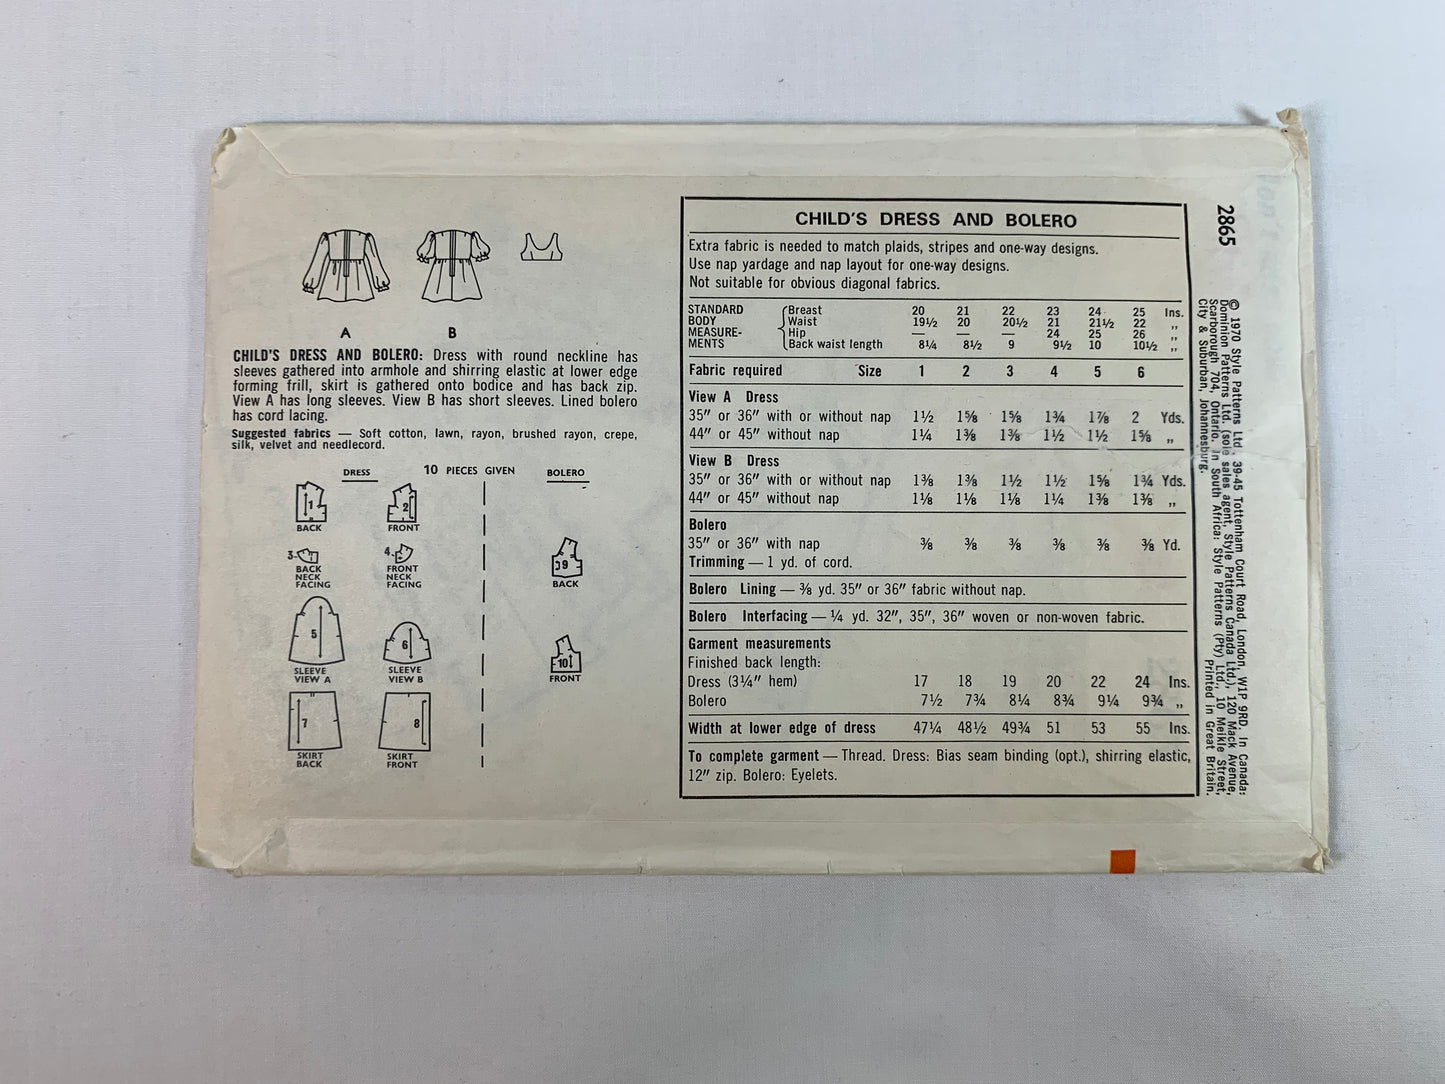 A B
CHILD'S DRESS AND BOLERO: Dress with round neckline has
sleeves gathered into armhole and shirring elastic at lower edge
forming frill, skirt is gathered onto bodice and has back zip.
View A has long sleeves. View B has short sleeves. Lined bolero
has cord lacing.
Suggested fabrics — Soft cotton, lawn, rayon, brushed rayon, crepe,
silk, velvet and needlecord.
DRESS 10 PIECES GIVEN BOLERO
1 2
BACK FRONT
3 4
BACK FRONT
NECK NECK
FACING FACING
9
BACK
5 6
SLEEVE SLEEVE
VIEW A VIEW B
10
FRONT
7 8
SKIRT SKIRT
BACK FRONT
CHILD'S DRESS AND BOLERO
Extra fabric is needed to match plaids, stripes and one-way designs.
Use nap yardage and nap layout for one-way designs.
Not suitable for obvious diagonal fabrics.
STANDARD Breast 20 21 22 23 24 25 Ins.
BODY Waist 19½ 20 20½ 21 21½ 22 ,,
MEASURE- Hip — — — 24 25 26 ,,
MENTS Back waist length 8¼ 8½ 9 9½ 10 10½ ,,
Fabric required Size 1 2 3 4 5 6
View A Dress
35" or 36" with or without nap 1½ 1⅝ 1⅝ 1¾ 1⅞ 2 Yds.
44" or 45" without nap 1¼ 1⅜ 1⅜ 1½ 1½ 1⅝ ,,
View B Dress
35" or 36" with or without nap 1⅜ 1⅜ 1½ 1½ 1⅝ 1¾ Yds.
44" or 45" without nap 1⅛ 1⅛ 1⅛ 1¼ 1⅜ 1⅜ ,,
Bolero
35" or 36" with nap ⅜ ⅜ ⅜ ⅜ ⅜ ⅜ Yd.
Trimming — 1 yd. of cord.
Bolero Lining — ⅜ yd. 35" or 36" fabric without nap.
Bolero Interfacing — ¼ yd. 32", 35", 36" woven or non-woven fabric.
Garment measurements
Finished back length:
Dress (3¼" hem) 17 18 19 20 22 24 Ins.
Bolero 7½ 7¾ 8¼ 8¾ 9¼ 9¾ ,,
Width at lower edge of dress 47¼ 48½ 49¾ 51 53 55 Ins.
To complete garment — Thread. Dress: Bias seam binding (opt.), shirring elastic,
12" zip. Bolero: Eyelets.
2865
© 1970 Style Patterns Ltd. 39-45 Tottenham Court Road, London, W1P 9RD. In Canada:
Dominion Patterns Ltd. (sole sales agent, Style Patterns Canada Ltd.), 120 Mack Avenue,
Scarborough 704, Ontario. In South Africa: Style Patterns (Pty) Ltd., 10 Meikle Street,
City & Suburban, Johannesburg. Printed in Great Britain.